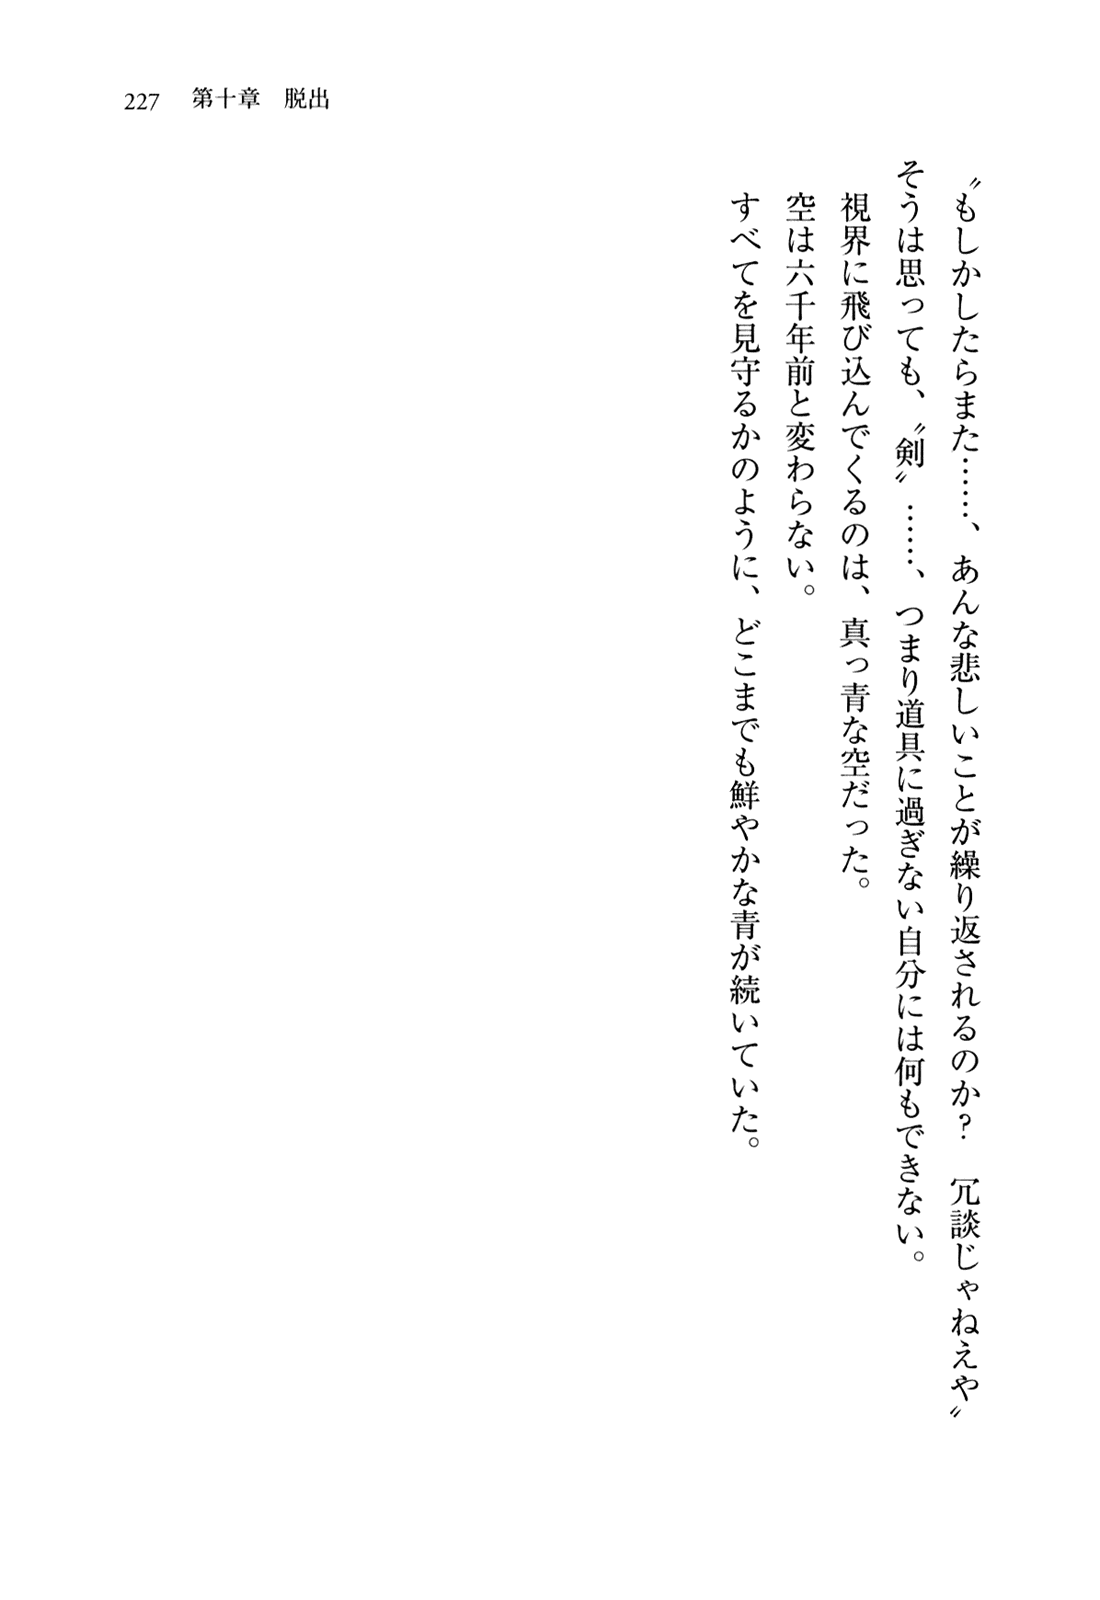 227　第十章　脱出
〝もしかしたらまた……、あんな悲しいことが繰り返されるのか？　冗談じゃねえや〟
そうは思っても、〝剣〟……、つまり道具に過ぎない自分には何もできない。
視界に飛び込んでくるのは、真っ青な空だった。
空は六千年前と変わらない。
すべてを見守るかのように、どこまでも鮮やかな青が続いていた。